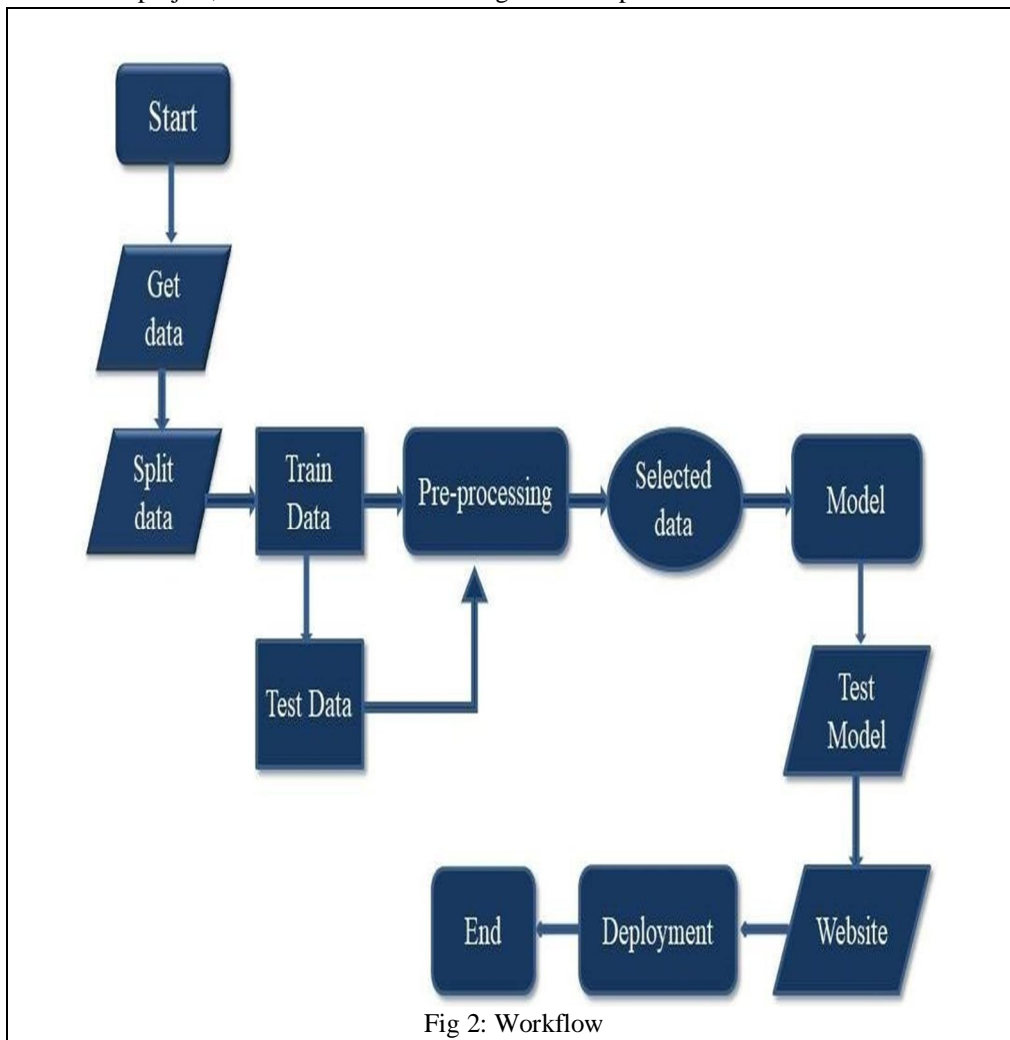 Start
Get
data
Split
data
Train
Data
Pre-processing
Selected
data
Model
Test Data
Test
Model
End
Deployment
Website
Fig 2: Workflow